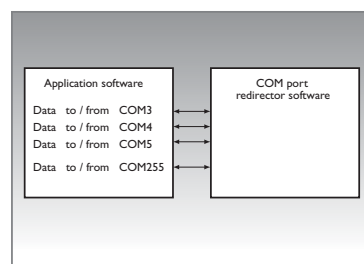 Application software
Data to / from COM3
Data to / from COM4
Data to / from COM5
Data to / from COM255
COM port
redirector software